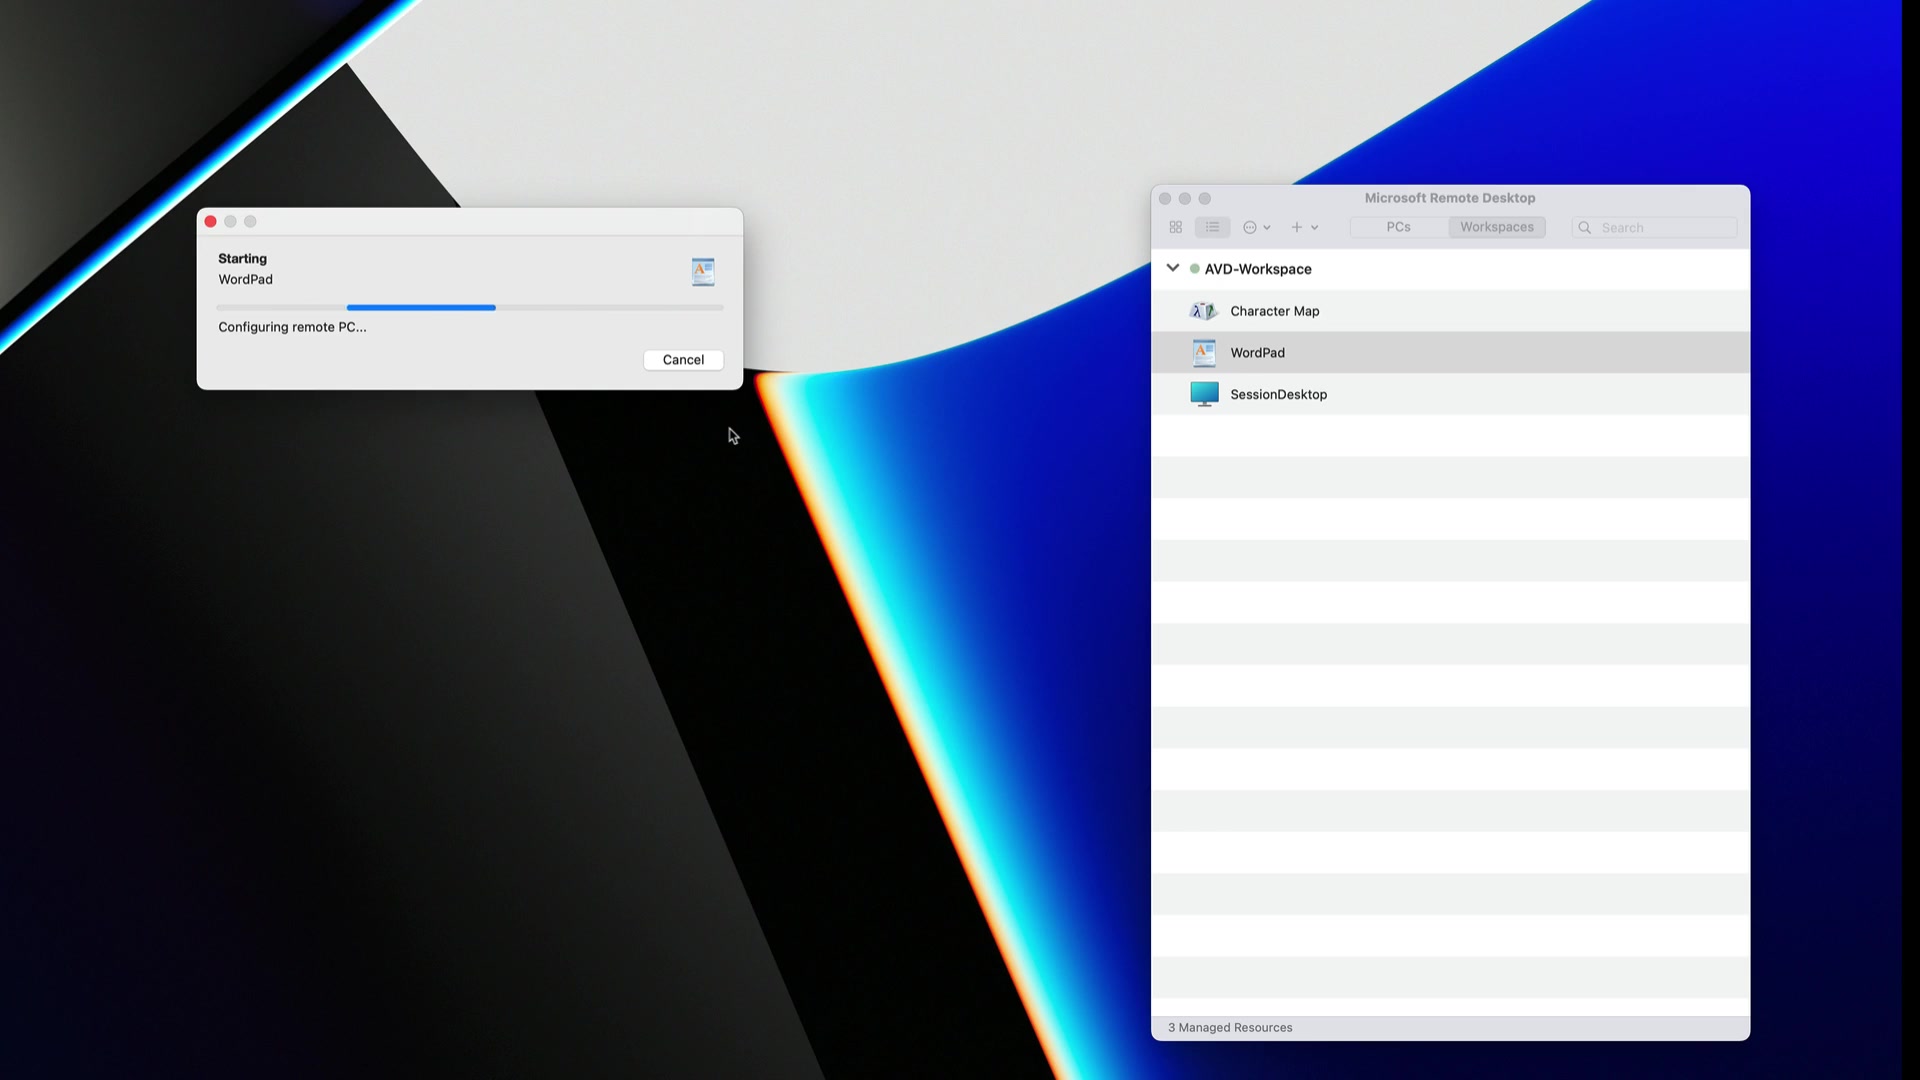 Starting
WordPad
Configuring remote PC...
Cancel
Microsoft Remote Desktop
PCs
Workspaces
Search
AVD-Workspace
Character Map
WordPad
SessionDesktop
3 Managed Resources